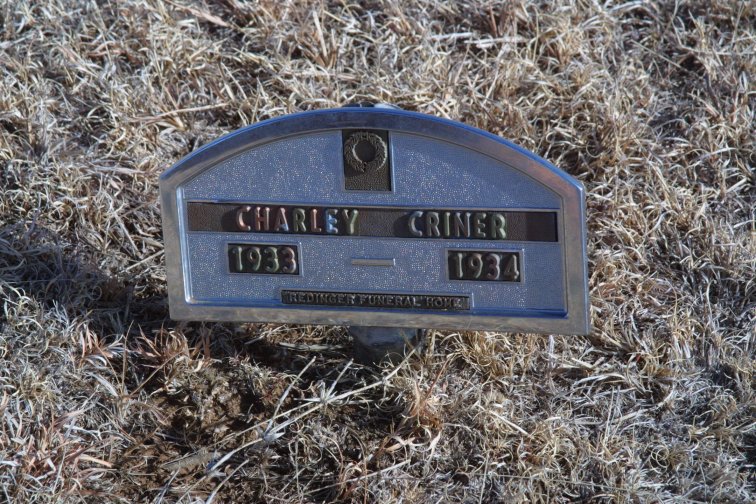 CHARLEY CRINER
1933 — 1934
REDINGER FUNERAL HOME